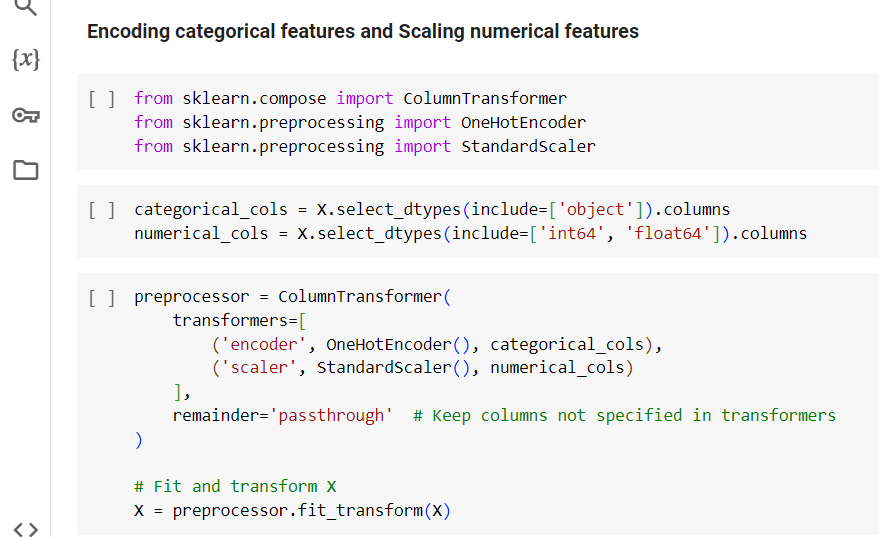 Encoding categorical features and Scaling numerical features
{x}
[ ] from sklearn.compose import ColumnTransformer
from sklearn.preprocessing import OneHotEncoder
from sklearn.preprocessing import StandardScaler
[ ] categorical_cols = X.select_dtypes(include=['object']).columns
numerical_cols = X.select_dtypes(include=['int64', 'float64']).columns
[ ] preprocessor = ColumnTransformer(
    transformers=[
        ('encoder', OneHotEncoder(), categorical_cols),
        ('scaler', StandardScaler(), numerical_cols)
    ],
    remainder='passthrough'  # Keep columns not specified in transformers
)
# Fit and transform X
X = preprocessor.fit_transform(X)
<>